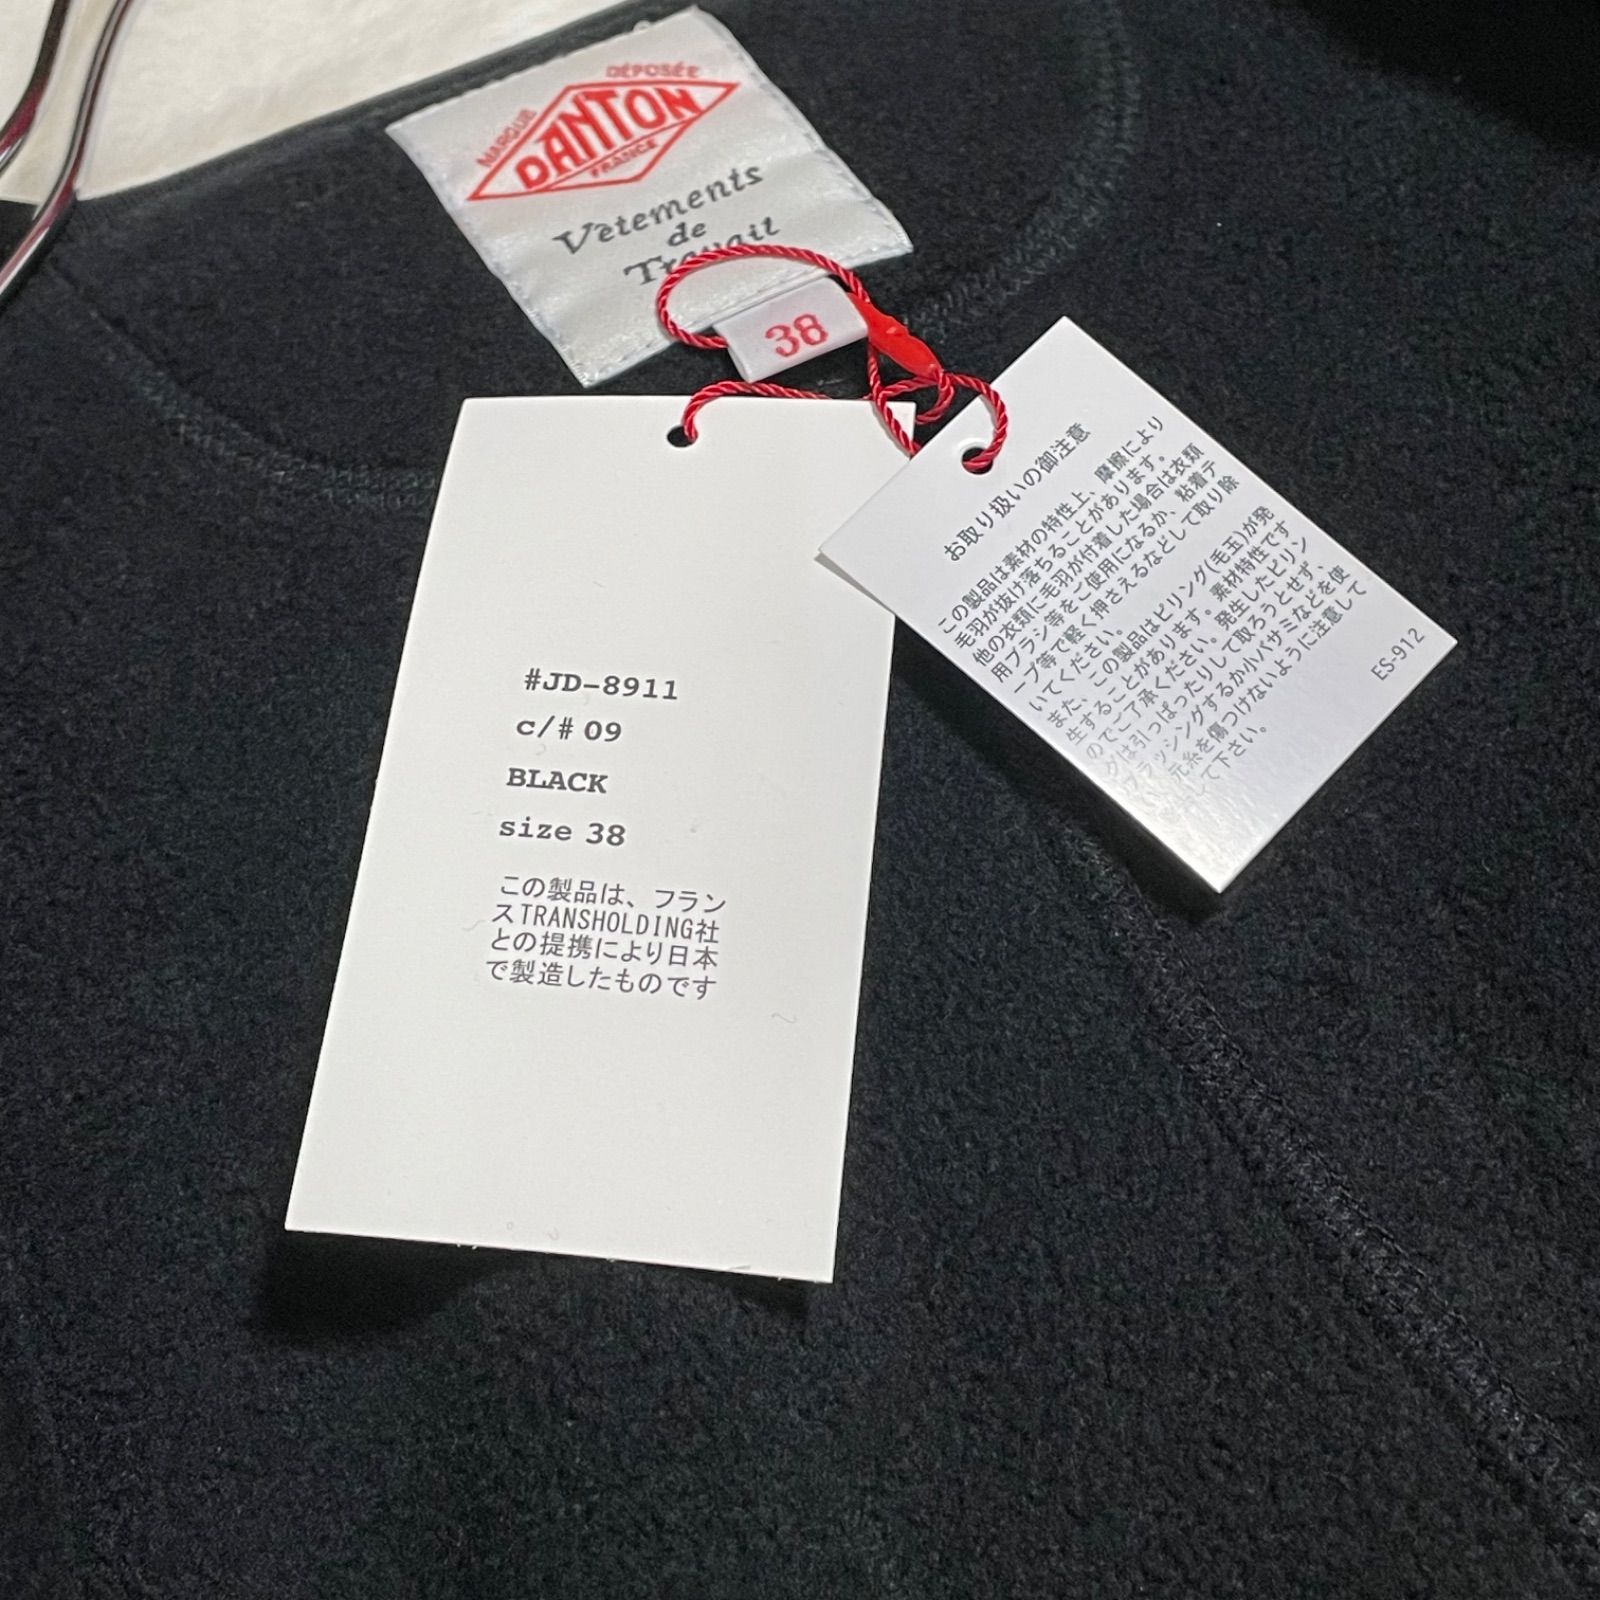 MARQUE DÉPOSÉE
DANTON
FRANCE
Vêtements
de
Travail
38
#JD-8911
c/# 09
BLACK
size 38
この製品は、フラン
スTRANSHOLDING社
との提携により日本
で製造したものです
お取り扱いの御注意
この製品は素材の特性上、摩擦により
毛羽が抜け落ちることがあります。
他の衣類に毛羽が付着した場合は衣類
用ブラシ等をご使用になるか、粘着テ
ープ等で軽く押さえるなどして取り除
いてください。
また、この製品はピリング(毛玉)が発
生することがあります。素材特性です
のでご了承ください。発生したピリン
グは引っぱったりして取ろうとせず、
ブラッシングするか小バサミなどを使
い、元糸を傷つけないように注意して
して下さい。
ES-912